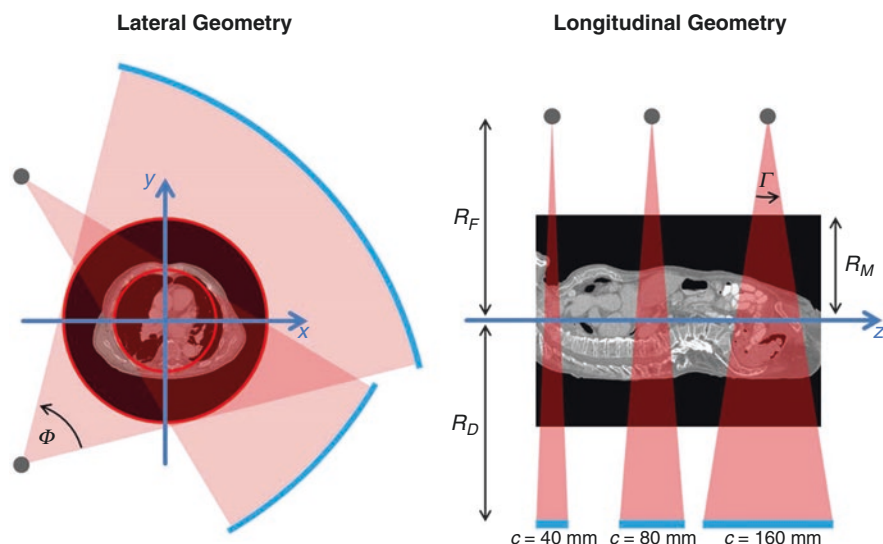 Lateral Geometry
y
x
Φ
Longitudinal Geometry
Γ
R_F
R_M
z
R_D
c = 40 mm
c = 80 mm
c = 160 mm